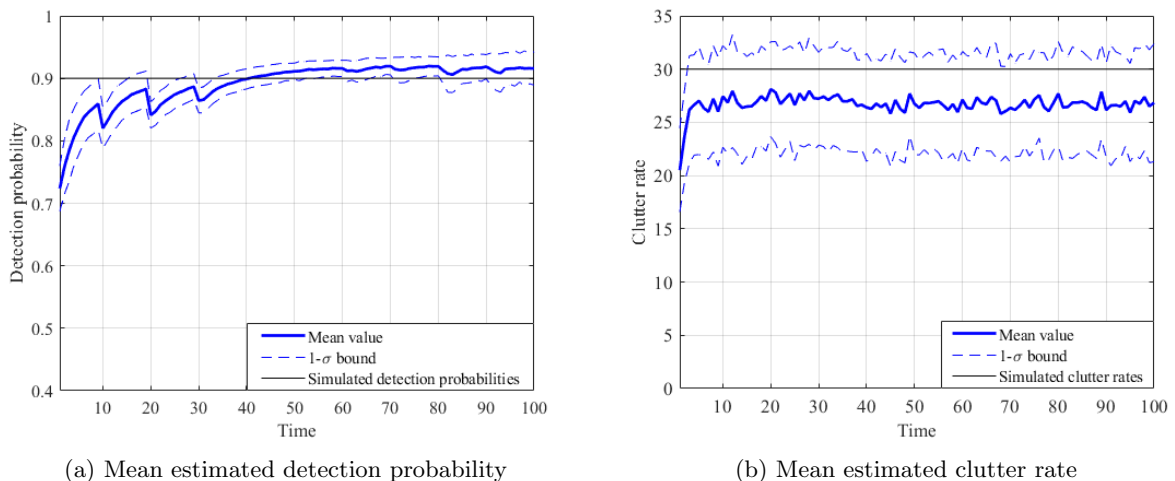 1
0.9
0.8
0.7
0.6
0.5
0.4
Detection probability
Mean value
1-σ bound
Simulated detection probabilities
10 20 30 40 50 60 70 80 90 100
Time
(a) Mean estimated detection probability
35
30
25
20
15
10
5
0
Clutter rate
Mean value
1-σ bound
Simulated clutter rates
10 20 30 40 50 60 70 80 90 100
Time
(b) Mean estimated clutter rate